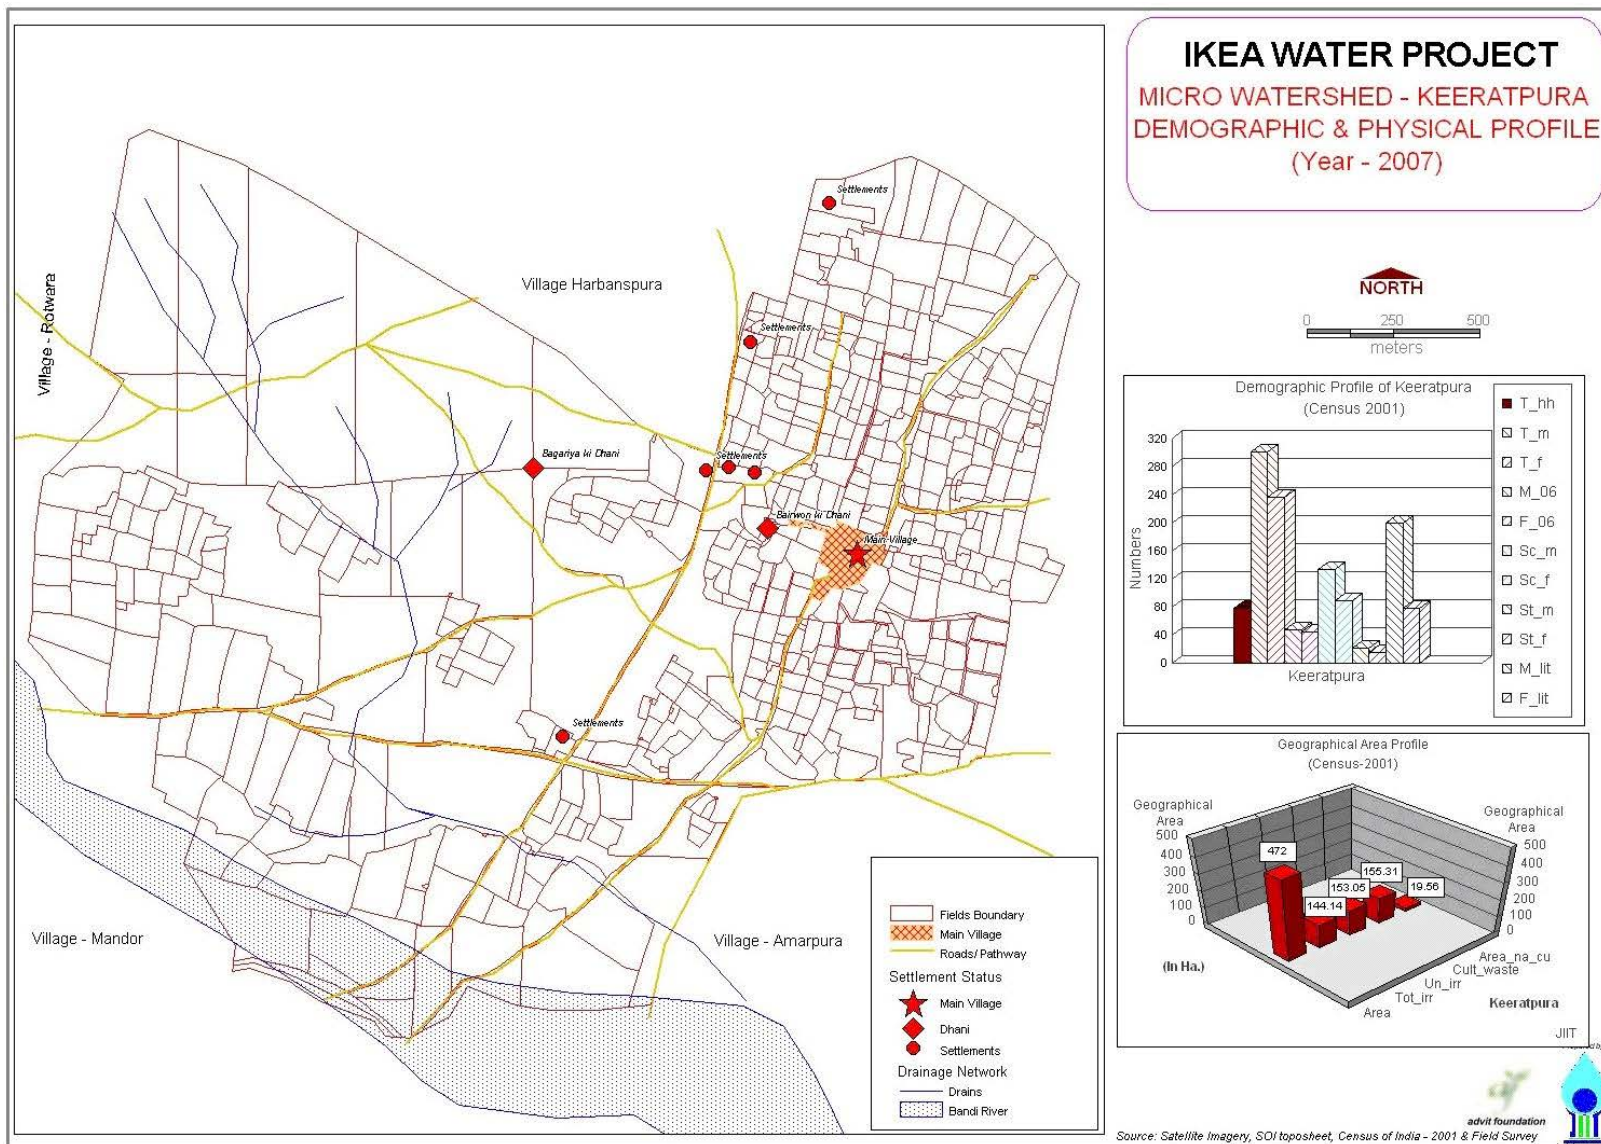 IKEA WATER PROJECT
MICRO WATERSHED - KEERATPURA
DEMOGRAPHIC & PHYSICAL PROFILE
(Year - 2007)
NORTH
0 250 500
meters
Settlements
Village Harbanspura
Village - Rotwara
Settlements
Bagariya ki Dhani
Settlements
Bairwon ki Dhani
Main Village
Settlements
Village - Mandor
Village - Amarpura
Fields Boundary
Main Village
Roads/ Pathway
Settlement Status
Main Village
Dhani
Settlements
Drainage Network
Drains
Bandi River
Demographic Profile of Keeratpura
(Census 2001)
Numbers
320
280
240
200
160
120
80
40
0
Keeratpura
T_hh
T_m
T_f
M_06
F_06
Sc_m
Sc_f
St_m
St_f
M_lit
F_lit
Geographical Area Profile
(Census-2001)
Geographical
Area
500
400
300
200
100
0
Geographical
Area
500
400
300
200
100
0
472
144.14
153.05
155.31
19.56
(In Ha.)
Area_na_cu
Cult_waste
Un_irr
Tot_irr
Area
Keeratpura
JIIT
advit foundation
Source: Satellite Imagery, SOI toposheet, Census of India - 2001 & Field Survey